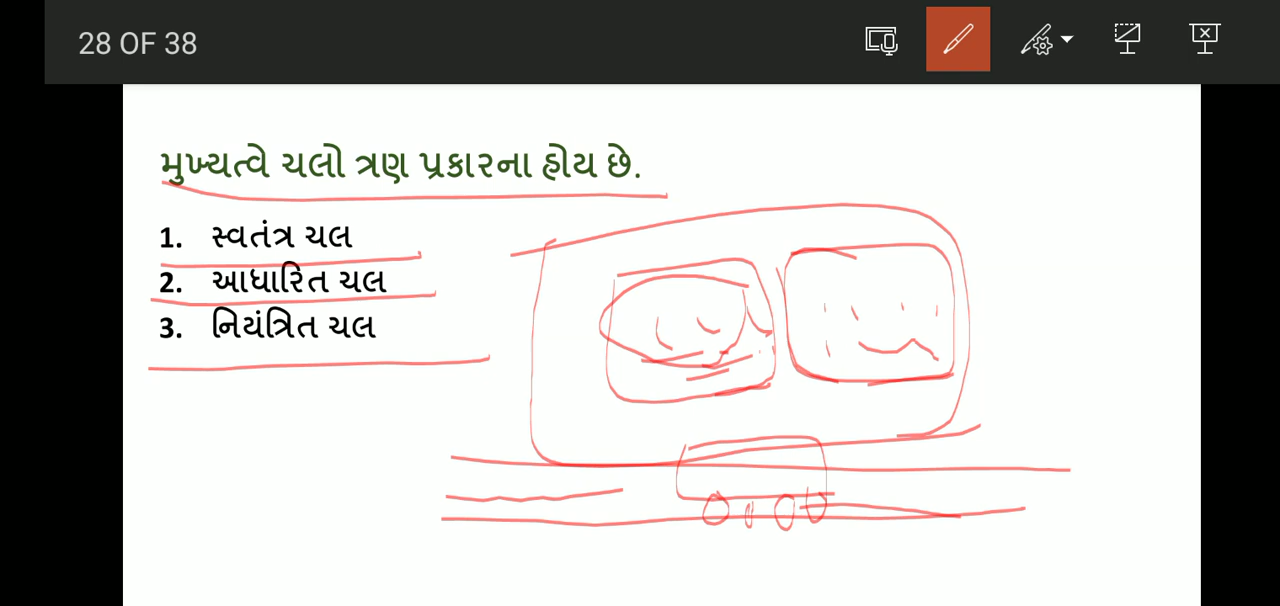 28 OF 38
મુખ્યત્વે ચલો ત્રણ પ્રકારના હોય છે.
1. સ્વતંત્ર ચલ
2. આધારિત ચલ
3. નિયંત્રિત ચલ